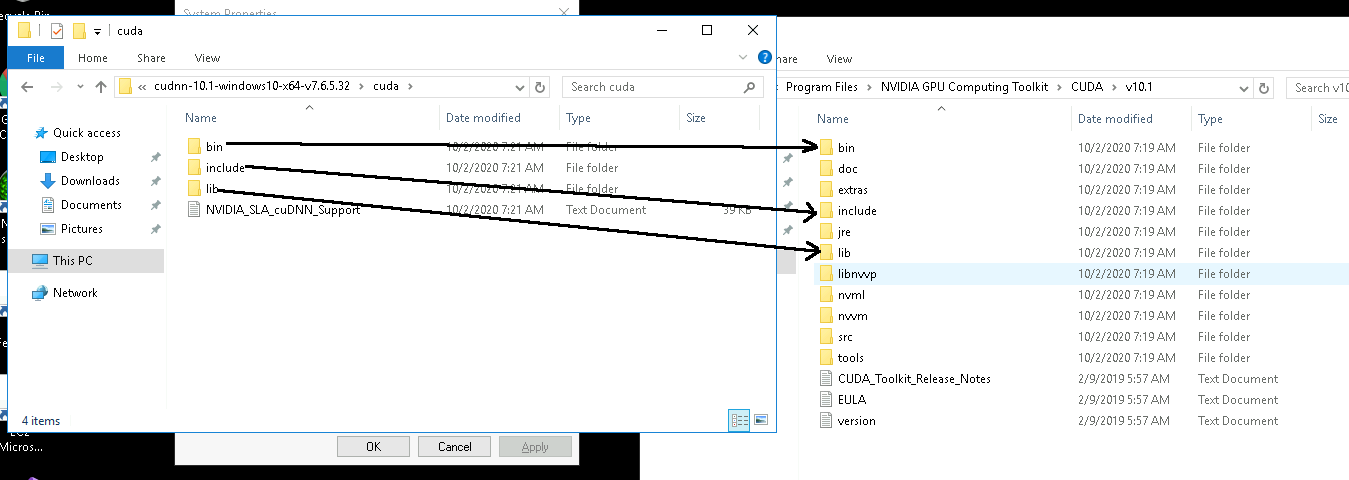 System Properties
cuda
File Home Share View
« cudnn-10.1-windows10-x64-v7.6.5.32 > cuda >
Search cuda
Name Date modified Type Size
Quick access
Desktop
Downloads
Documents
Pictures
This PC
Network
bin 10/2/2020 7:21 AM File folder
include 10/2/2020 7:21 AM File folder
lib 10/2/2020 7:21 AM File folder
NVIDIA_SLA_cuDNN_Support 10/2/2020 7:21 AM Text Document 39 KB
4 items
OK Cancel Apply
Micros...
View
Program Files > NVIDIA GPU Computing Toolkit > CUDA > v10.1
Search v10
Name Date modified Type Size
bin 10/2/2020 7:19 AM File folder
doc 10/2/2020 7:19 AM File folder
extras 10/2/2020 7:19 AM File folder
include 10/2/2020 7:19 AM File folder
jre 10/2/2020 7:19 AM File folder
lib 10/2/2020 7:19 AM File folder
libnvvp 10/2/2020 7:19 AM File folder
nvml 10/2/2020 7:19 AM File folder
nvvm 10/2/2020 7:19 AM File folder
src 10/2/2020 7:19 AM File folder
tools 10/2/2020 7:19 AM File folder
CUDA_Toolkit_Release_Notes 2/9/2019 5:57 AM Text Document
EULA 2/9/2019 5:57 AM Text Document
version 2/9/2019 5:57 AM Text Document